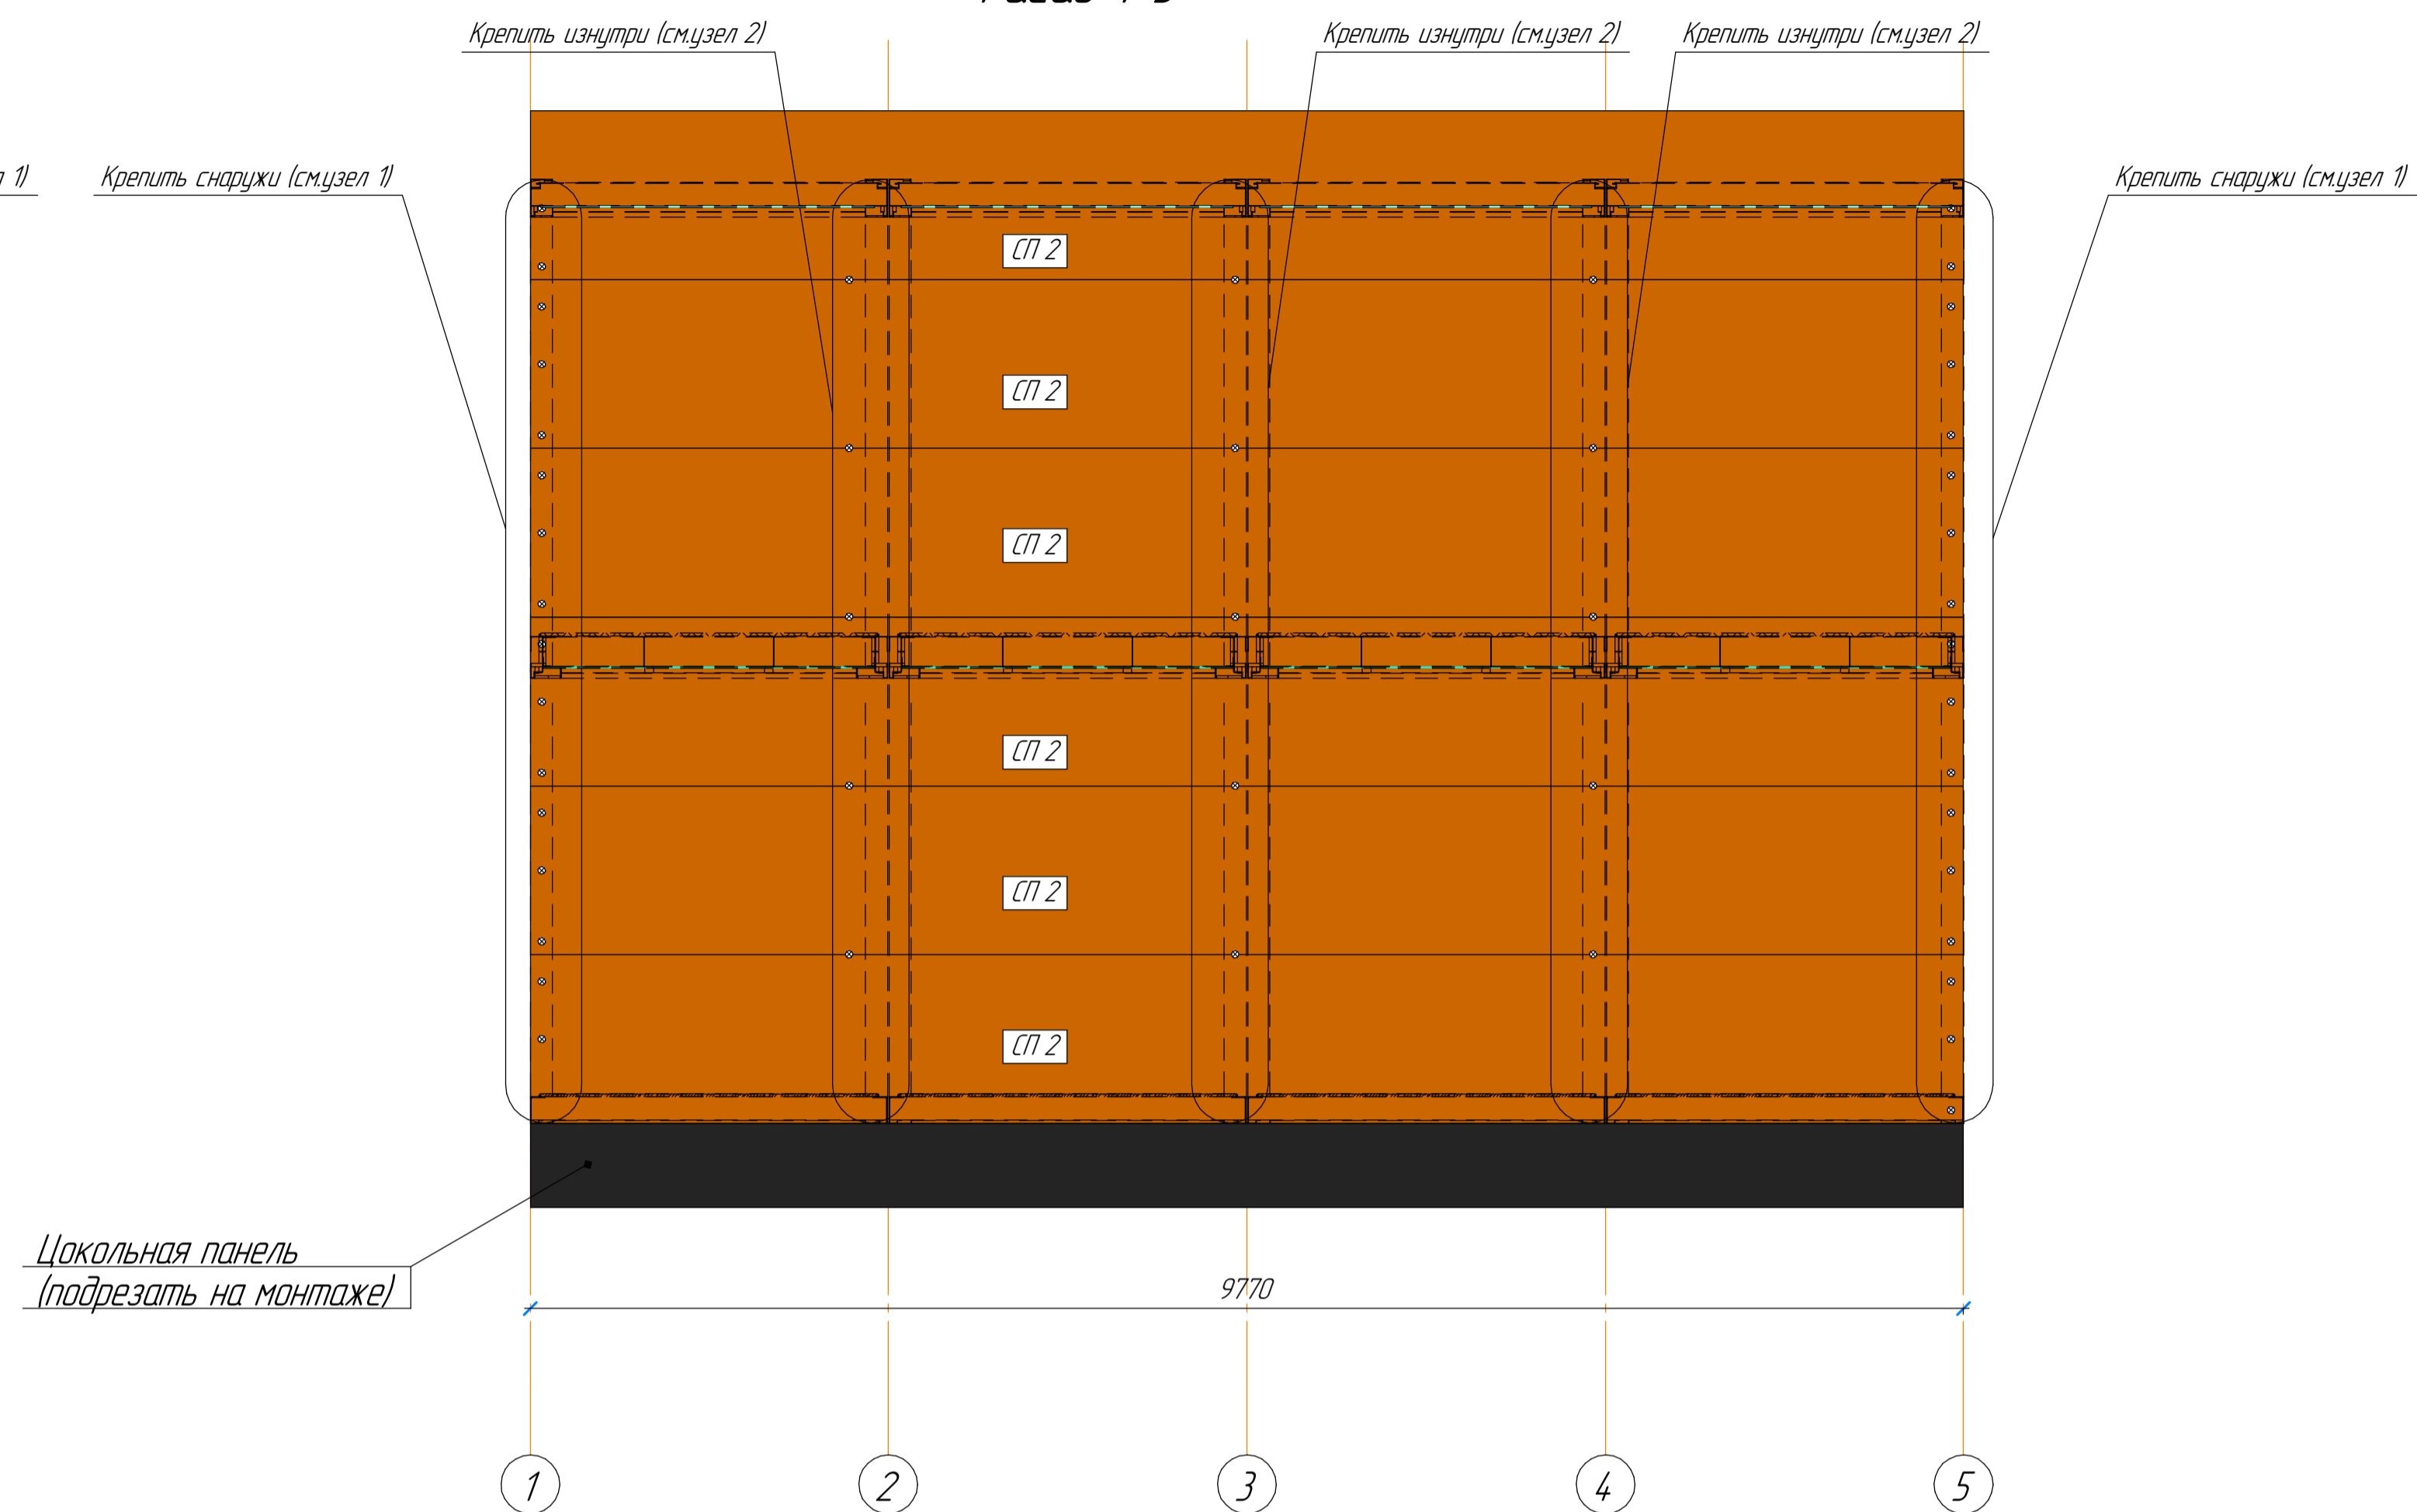 Крепить изнутри (см.узел 2)
Крепить изнутри (см.узел 2)
Крепить изнутри (см.узел 2)
1)
Крепить снаружи (см.узел 1)
Крепить снаружи (см.узел 1)
СП 2
СП 2
СП 2
СП 2
СП 2
СП 2
Цокольная панель
(подрезать на монтаже)
9770
1
2
3
4
5